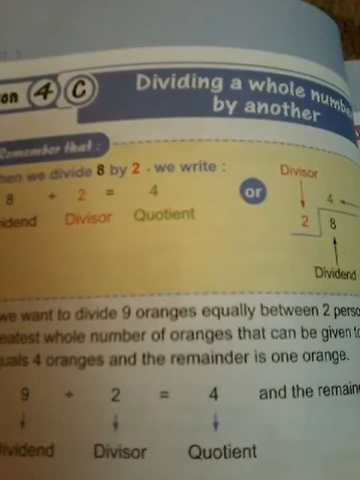 on 4 C
Dividing a whole numbe
by another
Remember that :
hen we divide 8 by 2 , we write :
8 ÷ 2 = 4
idend Divisor Quotient
or
Divisor
4
2 8
Dividend
we want to divide 9 oranges equally between 2 perso
eatest whole number of oranges that can be given to
uals 4 oranges and the remainder is one orange.
9 ÷ 2 = 4 and the remain
ividend Divisor Quotient